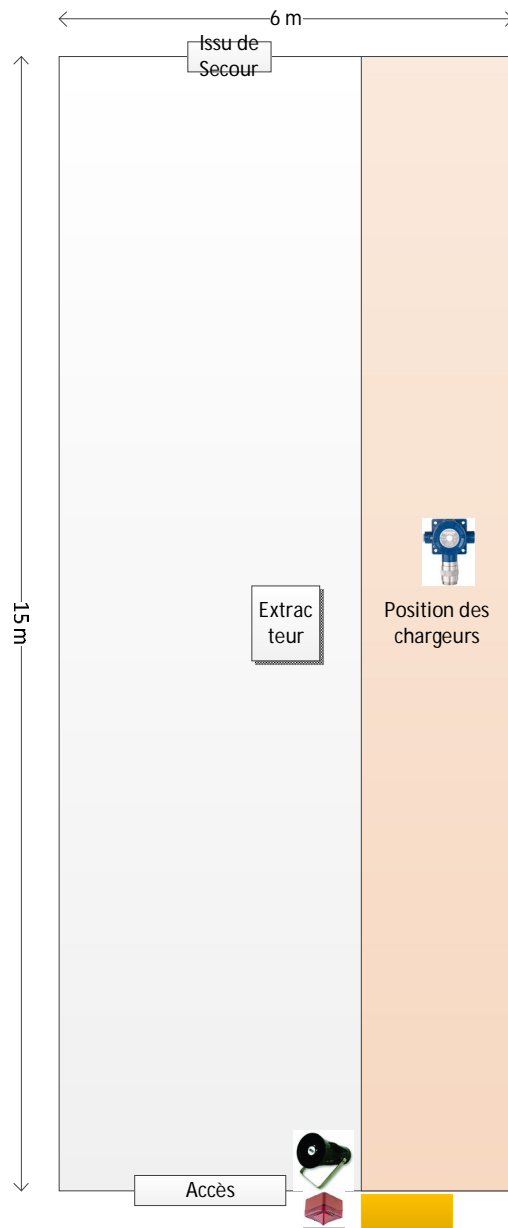 6 m
Issu de
Secour
15 m
Extrac
teur
Position des
chargeurs
Accès